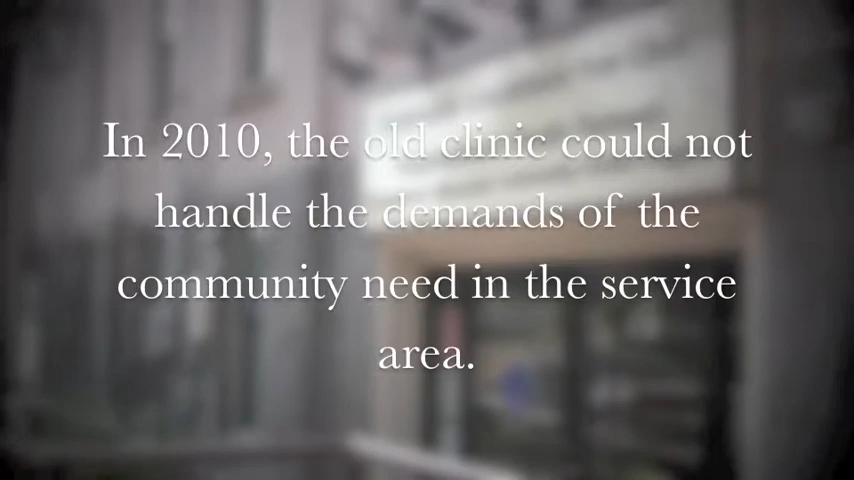 In 2010, the old clinic could not
handle the demands of the
community need in the service
area.